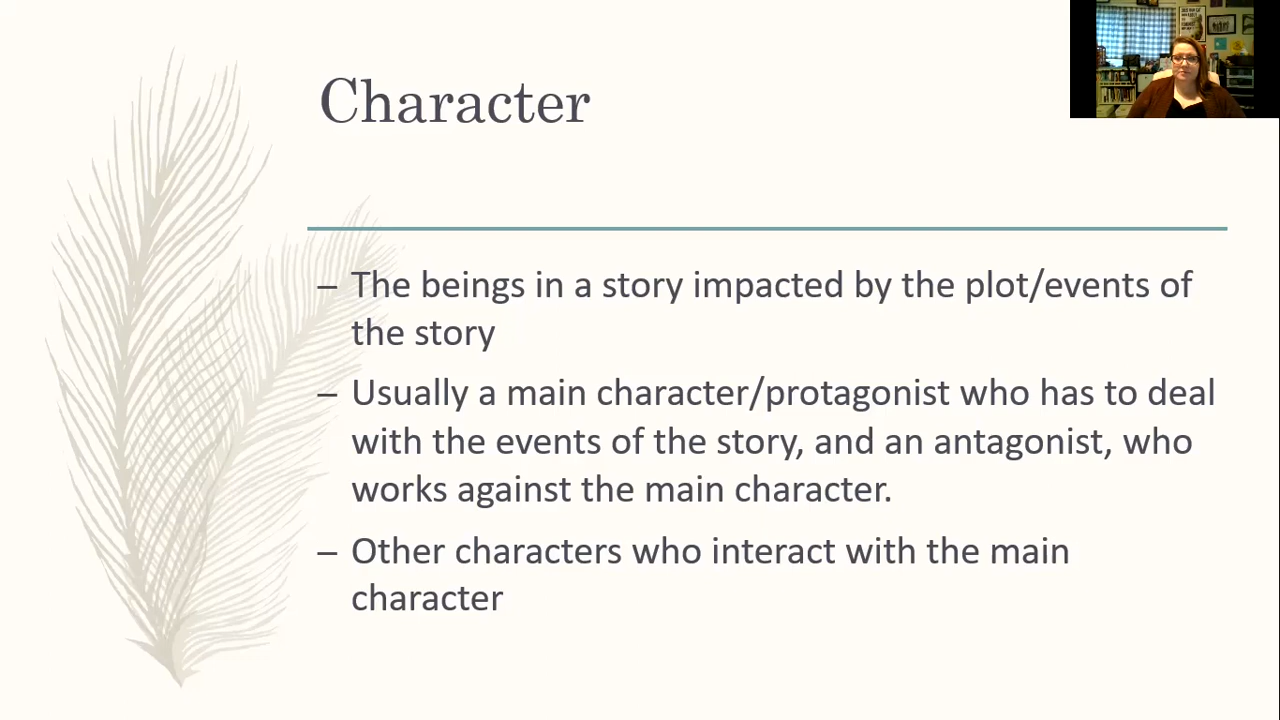 Character
– The beings in a story impacted by the plot/events of
the story
– Usually a main character/protagonist who has to deal
with the events of the story, and an antagonist, who
works against the main character.
– Other characters who interact with the main
character